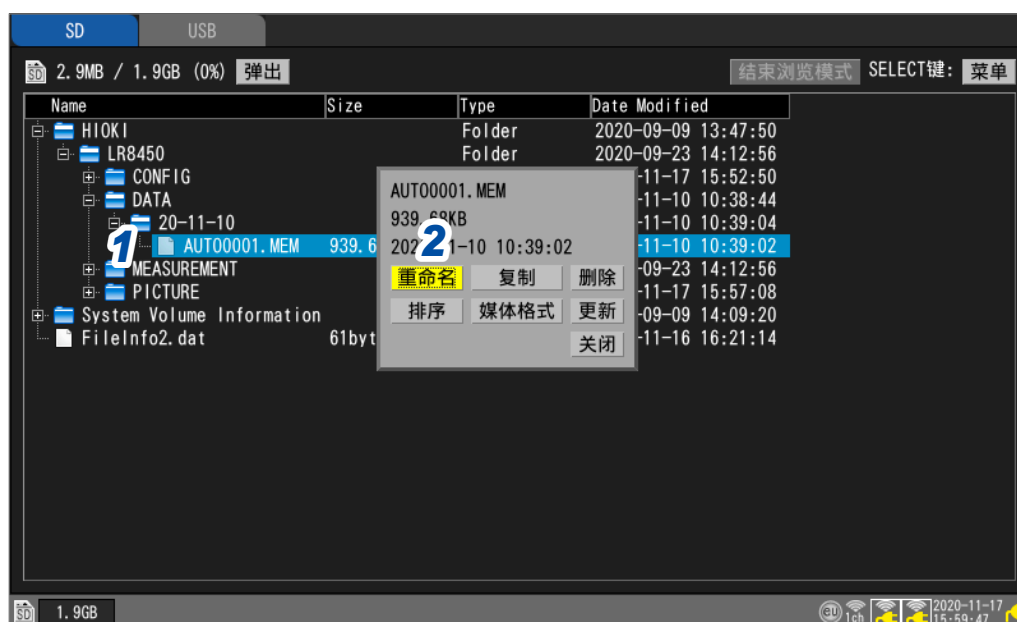 SD USB
2.9MB / 1.9GB (0%) 弹出 结束浏览模式 SELECT键: 菜单
Name Size Type Date Modified
HIOKI Folder 2020-09-09 13:47:50
LR8450 Folder 2020-09-23 14:12:56
CONFIG -11-17 15:52:50
DATA -11-10 10:38:44
20-11-10 -11-10 10:39:04
AUTO0001.MEM 939.6 -11-10 10:39:02
MEASUREMENT -09-23 14:12:56
PICTURE -11-17 15:57:08
System Volume Information -09-09 14:09:20
FileInfo2.dat 61byt -11-16 16:21:14
1
2
AUTO0001.MEM
939.68KB
202 1-10 10:39:02
重命名 复制 删除
排序 媒体格式 更新
关闭
SD 1.9GB EU 1ch 2020-11-17
15:59:47